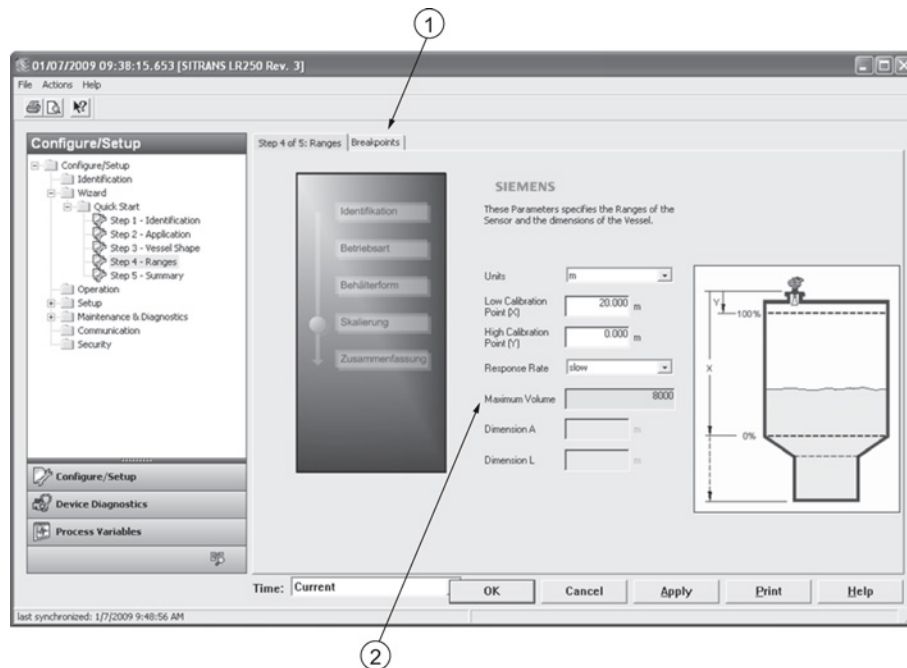 1
01/07/2009 09:38:15.653 [SITRANS LR250 Rev. 3]
File Actions Help
Configure/Setup
Configure/Setup
Identification
Wizard
Quick Start
Step 1 - Identification
Step 2 - Application
Step 3 - Vessel Shape
Step 4 - Ranges
Step 5 - Summary
Operation
Setup
Maintenance & Diagnostics
Communication
Security
Configure/Setup
Device Diagnostics
Process Variables
Step 4 of 5: Ranges Breakpoints
Identifikation
Betriebsart
Behälterform
Skalierung
Zusammenfassung
SIEMENS
These Parameters specifies the Ranges of the
Sensor and the dimensions of the Vessel.
Units m
Low Calibration
Point (X) 20.000 m
High Calibration
Point (Y) 0.000 m
Response Rate slow
Maximum Volume 8000
Dimension A m
Dimension L m
Y
100%
X
0%
Time: Current
OK Cancel Apply Print Help
last synchronized: 1/7/2009 9:48:56 AM
2